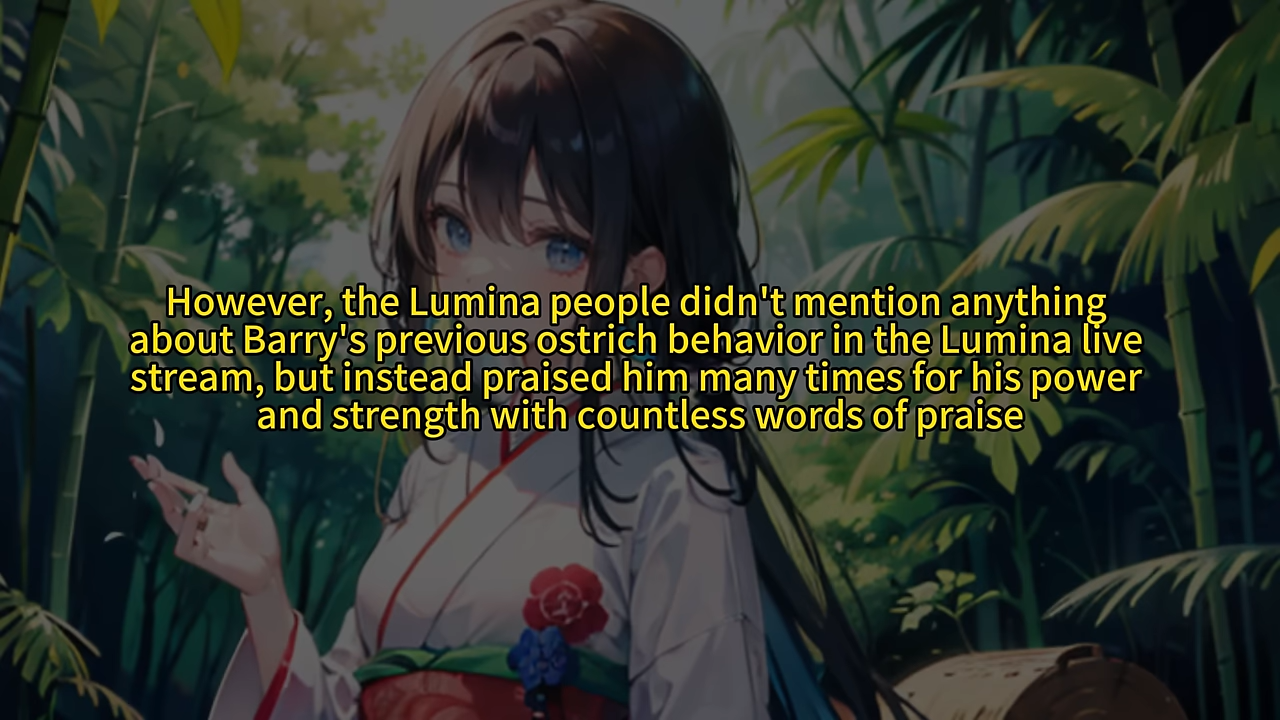 However, the Lumina people didn't mention anything
about Barry's previous ostrich behavior in the Lumina live
stream, but instead praised him many times for his power
and strength with countless words of praise